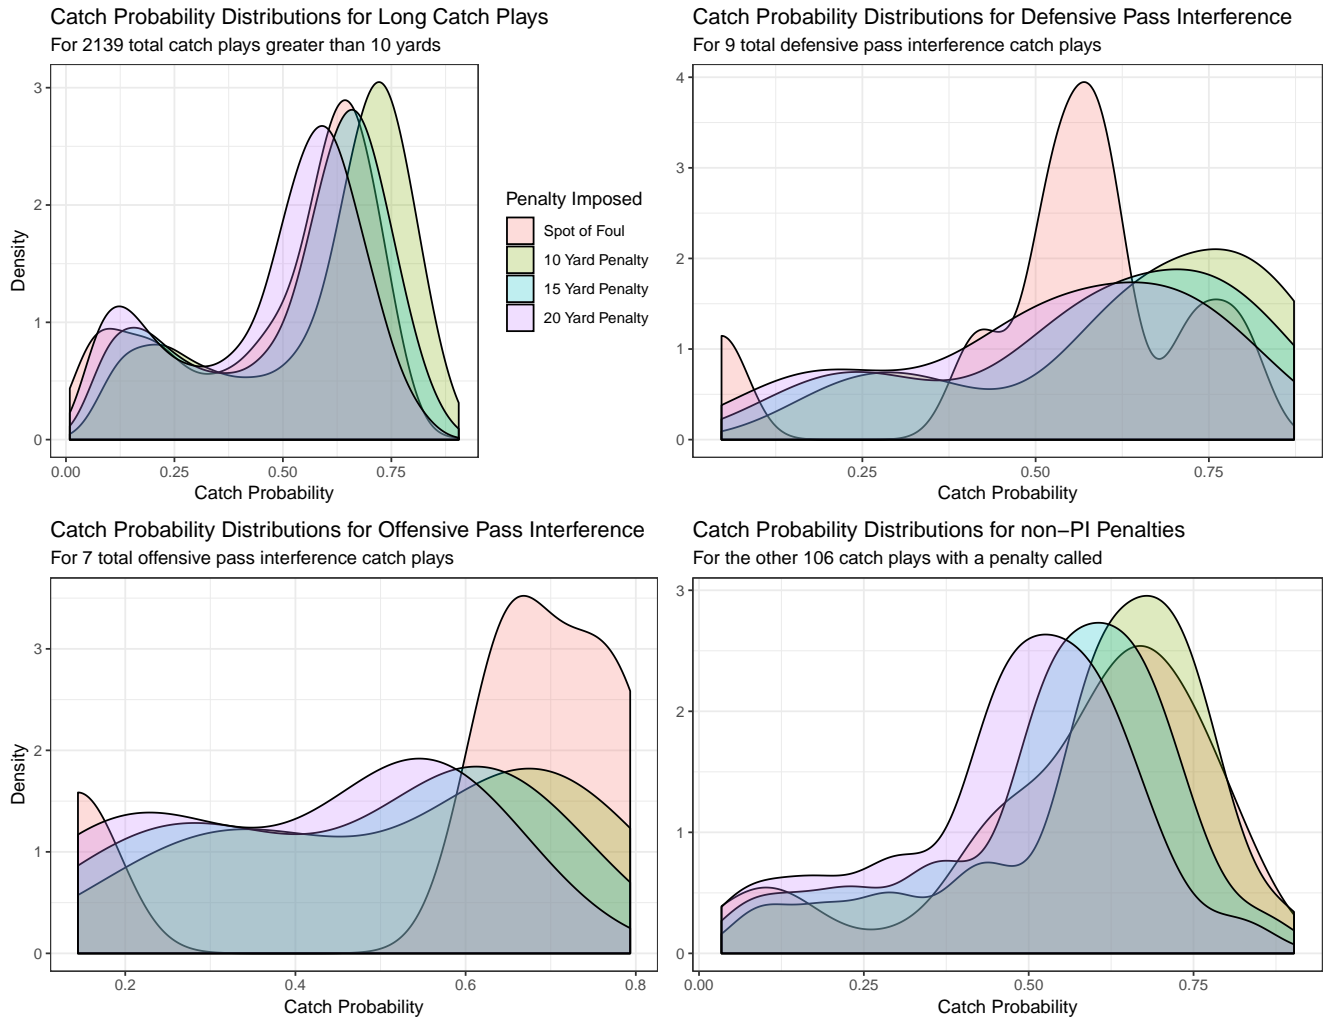 Catch Probability Distributions for Long Catch Plays
For 2139 total catch plays greater than 10 yards
3
2
1
0
Density
0.00 0.25 0.50 0.75
Catch Probability
Penalty Imposed
Spot of Foul
10 Yard Penalty
15 Yard Penalty
20 Yard Penalty
Catch Probability Distributions for Defensive Pass Interference
For 9 total defensive pass interference catch plays
4
3
2
1
0
0.25 0.50 0.75
Catch Probability
Catch Probability Distributions for Offensive Pass Interference
For 7 total offensive pass interference catch plays
3
2
1
0
Density
0.2 0.4 0.6 0.8
Catch Probability
Catch Probability Distributions for non−PI Penalties
For the other 106 catch plays with a penalty called
3
2
1
0
0.00 0.25 0.50 0.75
Catch Probability